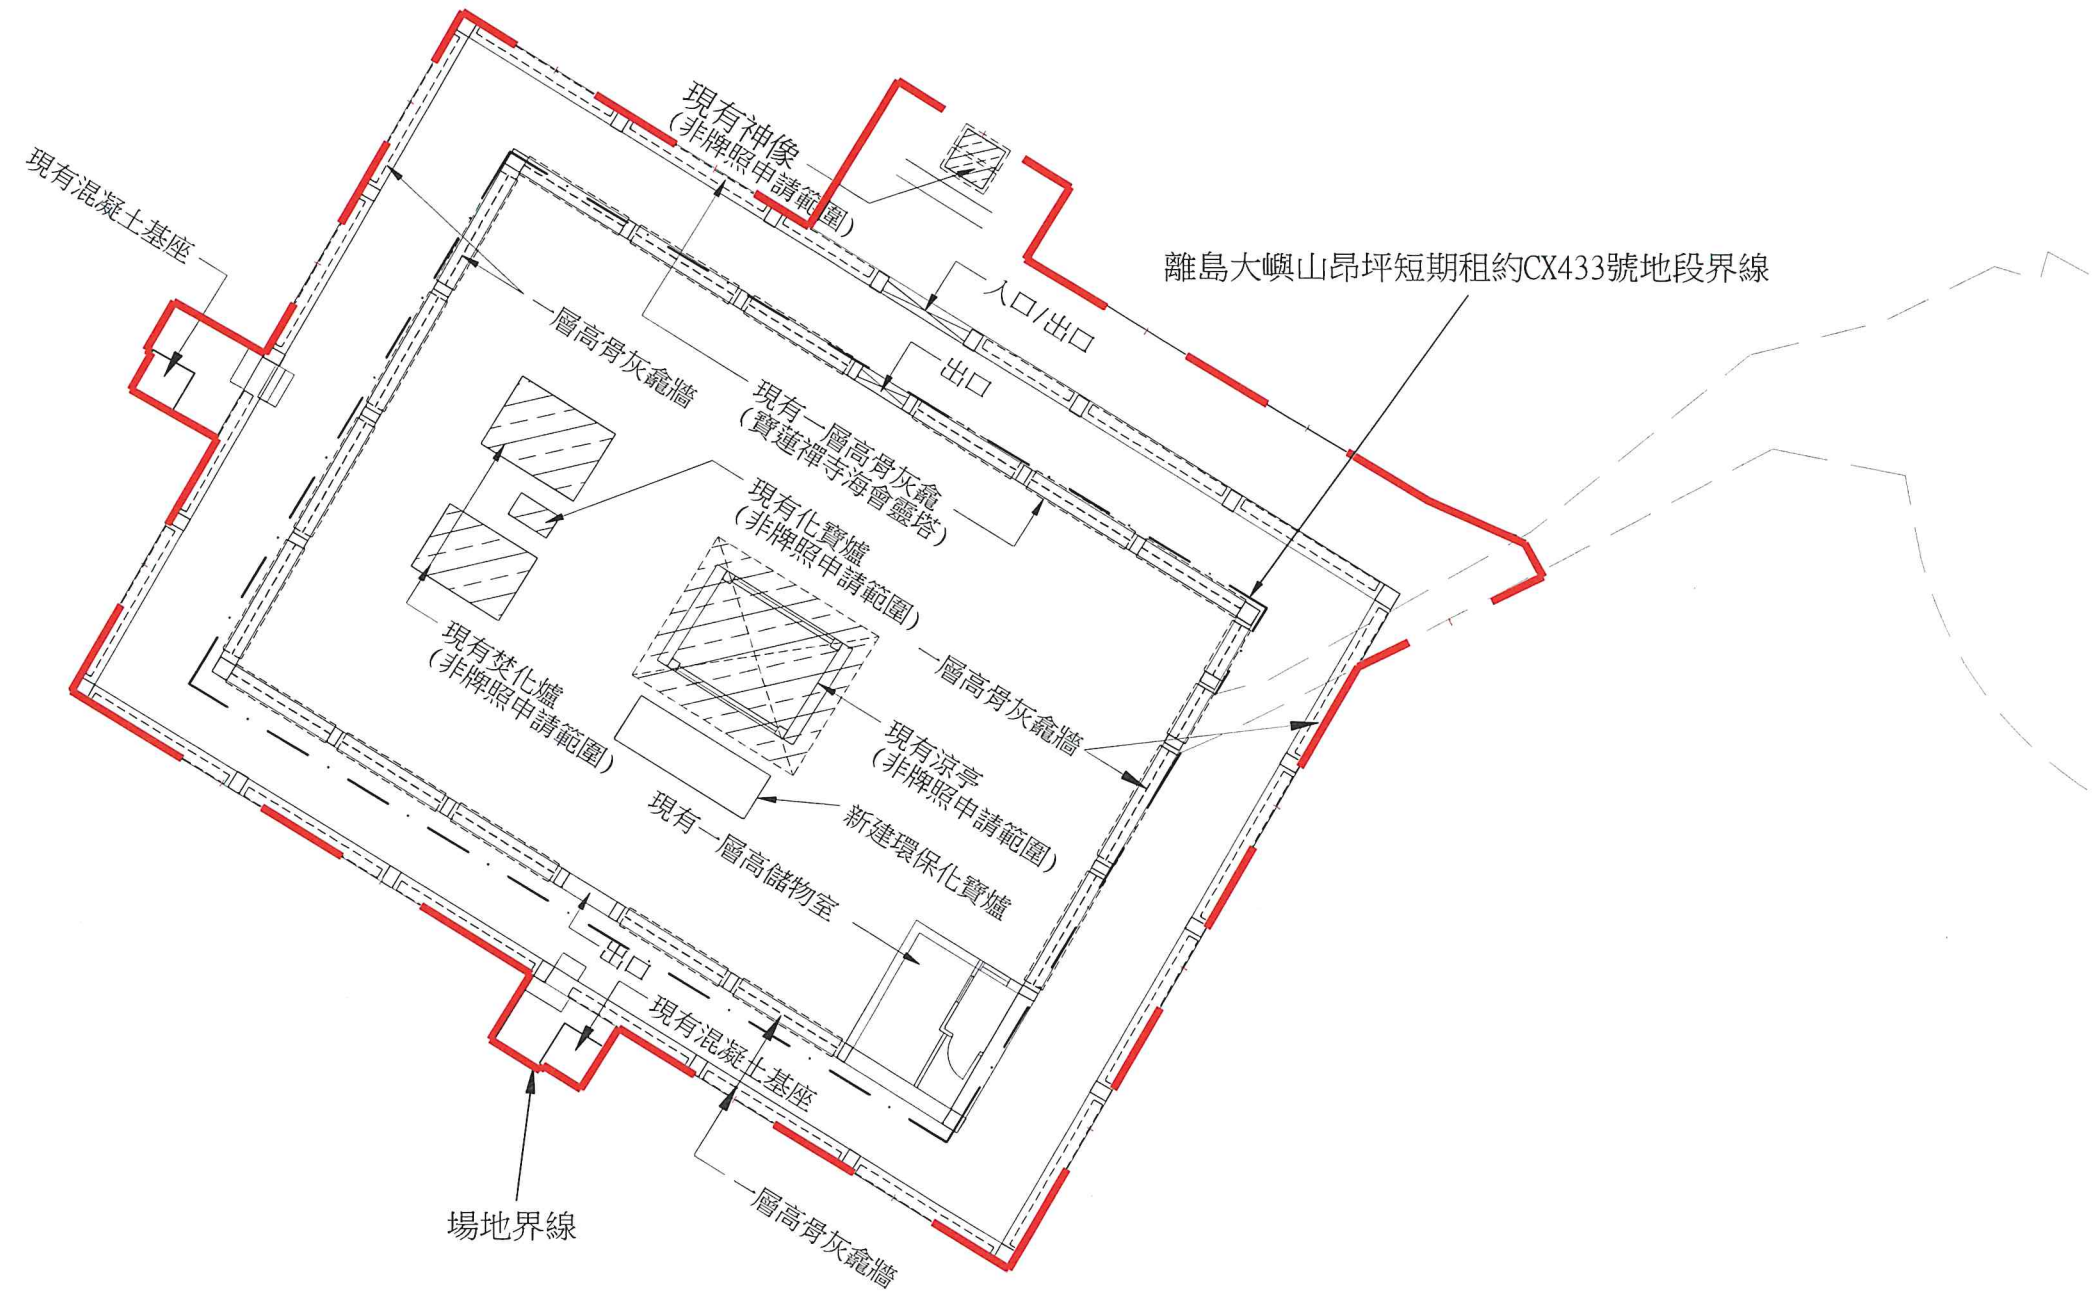 現有神像
(非牌照申請範圍)
現有混凝土基座
離島大嶼山昂坪短期租約CX433號地段界線
入口/出口
出口
一層高骨灰龕牆
現有一層高骨灰龕
(寶蓮禪寺海會靈塔)
現有化寶爐
(非牌照申請範圍)
現有焚化爐
(非牌照申請範圍)
一層高骨灰龕牆
現有涼亭
(非牌照申請範圍)
新建環保化寶爐
現有一層高儲物室
出口
現有混凝土基座
一層高骨灰龕牆
場地界線